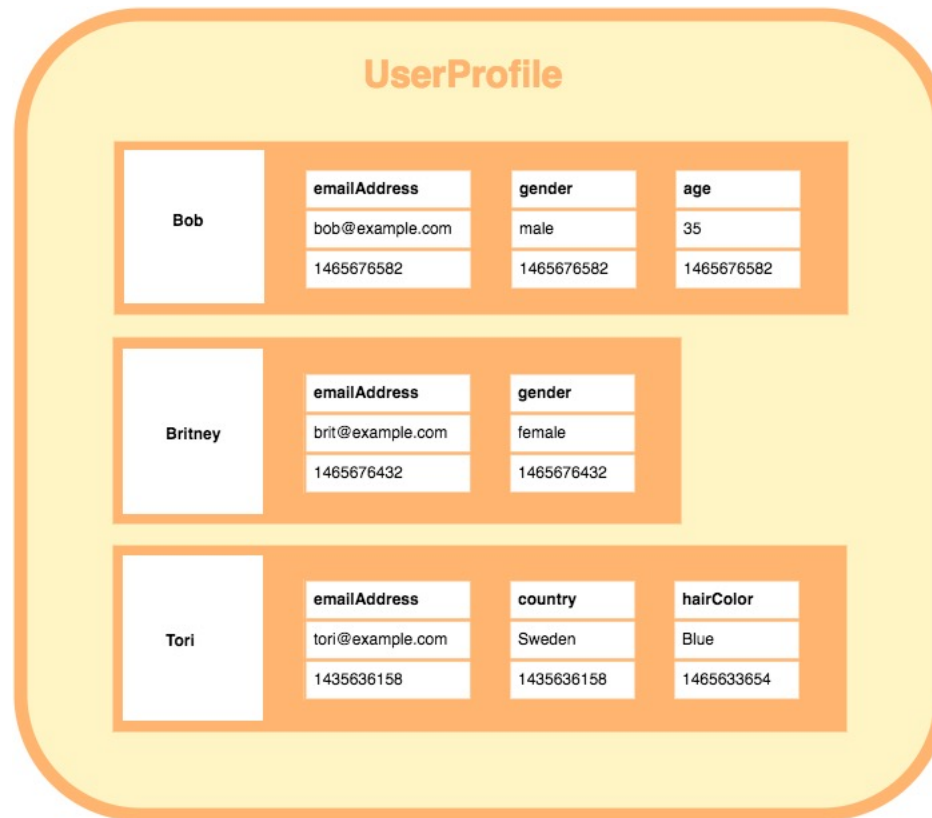 UserProfile
Bob
emailAddress gender age
bob@example.com male 35
1465676582 1465676582 1465676582
Britney
emailAddress gender
brit@example.com female
1465676432 1465676432
Tori
emailAddress country hairColor
tori@example.com Sweden Blue
1435636158 1435636158 1465633654